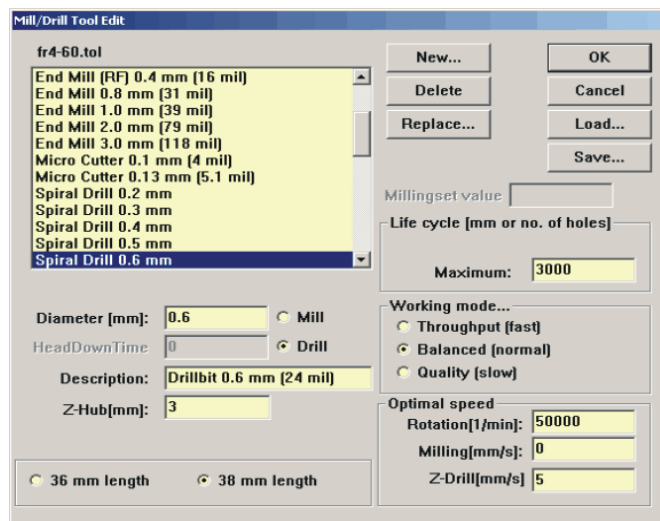 Mill/Drill Tool Edit
fr4-60.tol
End Mill (RF) 0.4 mm (16 mil)
End Mill 0.8 mm (31 mil)
End Mill 1.0 mm (39 mil)
End Mill 2.0 mm (79 mil)
End Mill 3.0 mm (118 mil)
Micro Cutter 0.1 mm (4 mil)
Micro Cutter 0.13 mm (5.1 mil)
Spiral Drill 0.2 mm
Spiral Drill 0.3 mm
Spiral Drill 0.4 mm
Spiral Drill 0.5 mm
Spiral Drill 0.6 mm
New...
OK
Delete
Cancel
Replace...
Load...
Save...
Millingset value
Life cycle [mm or no. of holes]
Maximum: 3000
Diameter [mm]: 0.6 Mill
HeadDownTime 0 Drill
Description: Drillbit 0.6 mm (24 mil)
Z-Hub[mm]: 3
Working mode...
Throughput (fast)
Balanced (normal)
Quality (slow)
Optimal speed
Rotation[1/min]: 50000
Milling[mm/s]: 0
Z-Drill[mm/s] 5
36 mm length 38 mm length